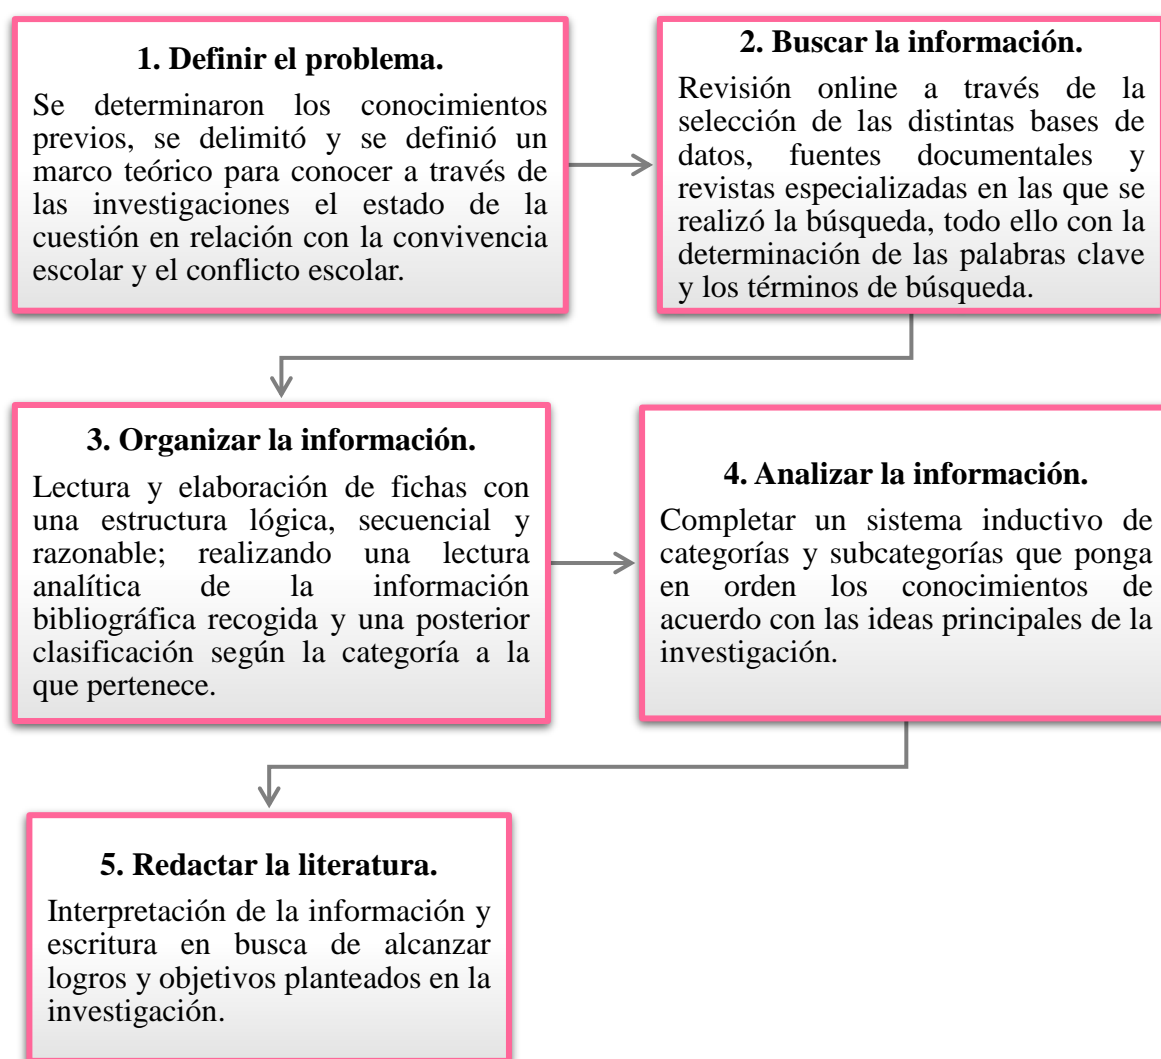 1. Definir el problema.
Se determinaron los conocimientos
previos, se delimitó y se definió un
marco teórico para conocer a través de
las investigaciones el estado de la
cuestión en relación con la convivencia
escolar y el conflicto escolar.
2. Buscar la información.
Revisión online a través de la
selección de las distintas bases de
datos, fuentes documentales y
revistas especializadas en las que se
realizó la búsqueda, todo ello con la
determinación de las palabras clave
y los términos de búsqueda.
3. Organizar la información.
Lectura y elaboración de fichas con
una estructura lógica, secuencial y
razonable; realizando una lectura
analítica de la información
bibliográfica recogida y una posterior
clasificación según la categoría a la
que pertenece.
4. Analizar la información.
Completar un sistema inductivo de
categorías y subcategorías que ponga
en orden los conocimientos de
acuerdo con las ideas principales de la
investigación.
5. Redactar la literatura.
Interpretación de la información y
escritura en busca de alcanzar
logros y objetivos planteados en la
investigación.